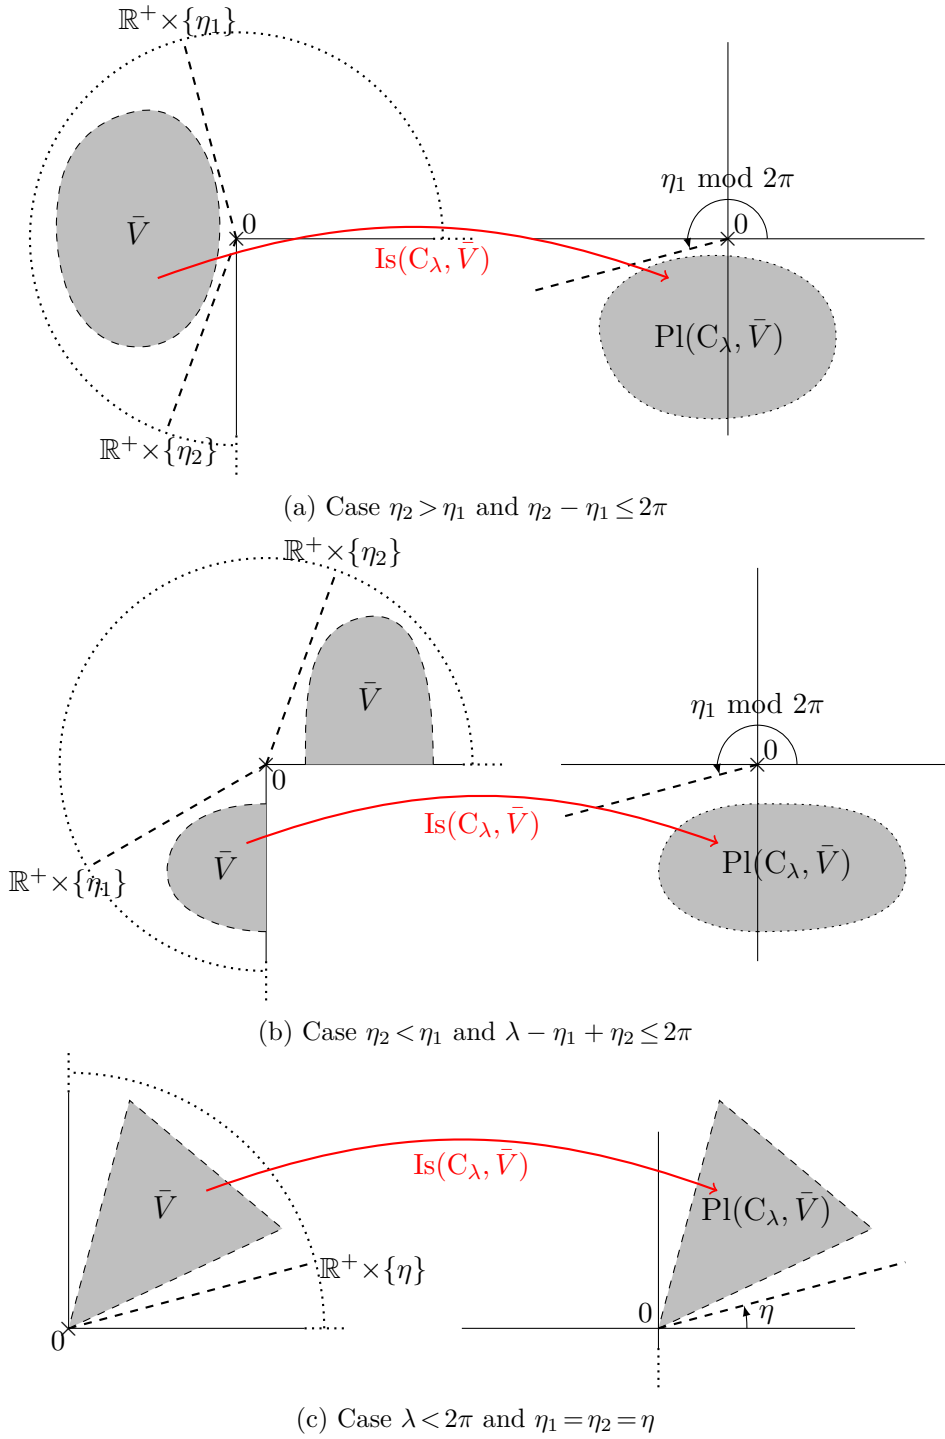 ℝ⁺×{η₁}
η₁ mod 2π
0
0
V̄
Is(C_λ, V̄)
Pl(C_λ, V̄)
ℝ⁺×{η₂}
(a) Case η₂ > η₁ and η₂ − η₁ ≤ 2π
ℝ⁺×{η₂}
V̄
η₁ mod 2π
0
0
Is(C_λ, V̄)
V̄
Pl(C_λ, V̄)
ℝ⁺×{η₁}
(b) Case η₂ < η₁ and λ − η₁ + η₂ ≤ 2π
Is(C_λ, V̄)
V̄
Pl(C_λ, V̄)
ℝ⁺×{η}
0
0
η
(c) Case λ < 2π and η₁ = η₂ = η